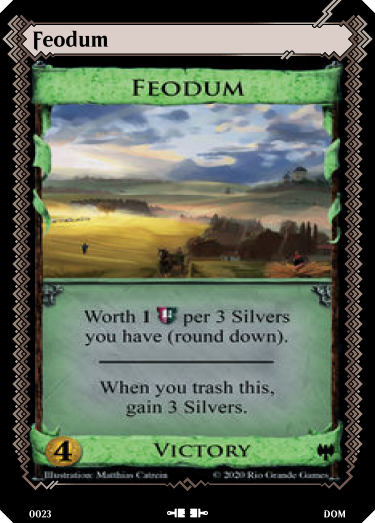 Feodum
FEODUM
Worth 1 per 3 Silvers
you have (round down).
When you trash this,
gain 3 Silvers.
4
VICTORY
Illustration: Matthias Catrein
© 2020 Rio Grande Games
0023
DOM